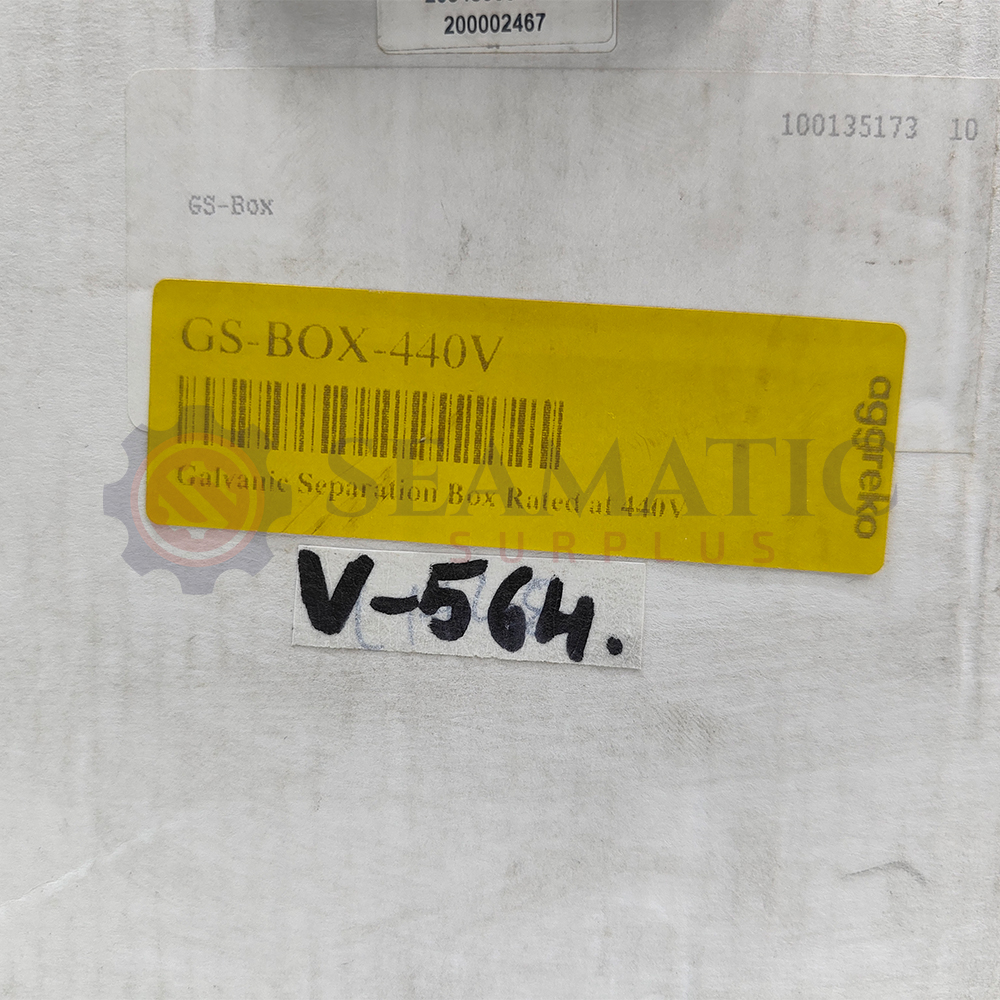 200002467
100135173 10
GS-Box
GS-BOX-440V
aggreko
Galvanic Separation Box Rated at 440V
SEAMATIC
SURPLUS
V-564.